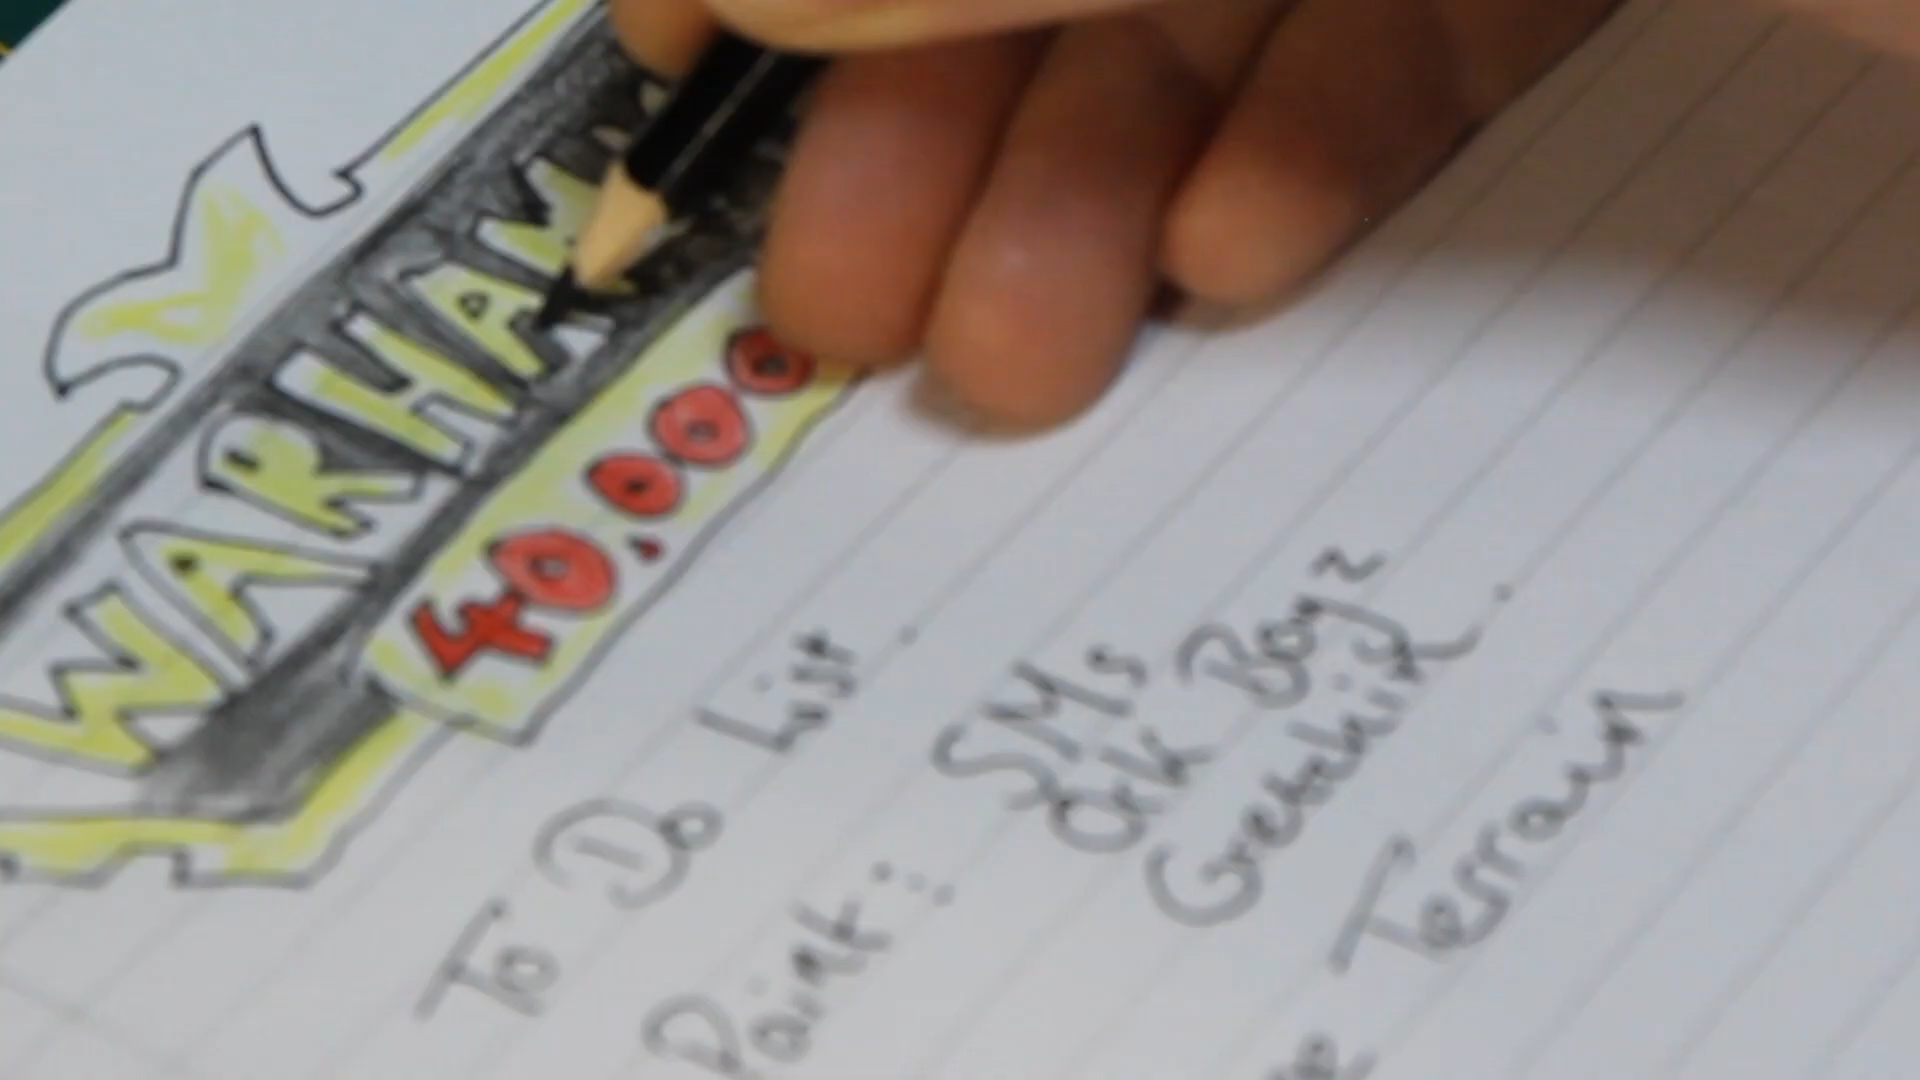 WARHAM
40,000
To Do List.
Paint: SMs
Ork Boyz
Gretchin.
Terrain